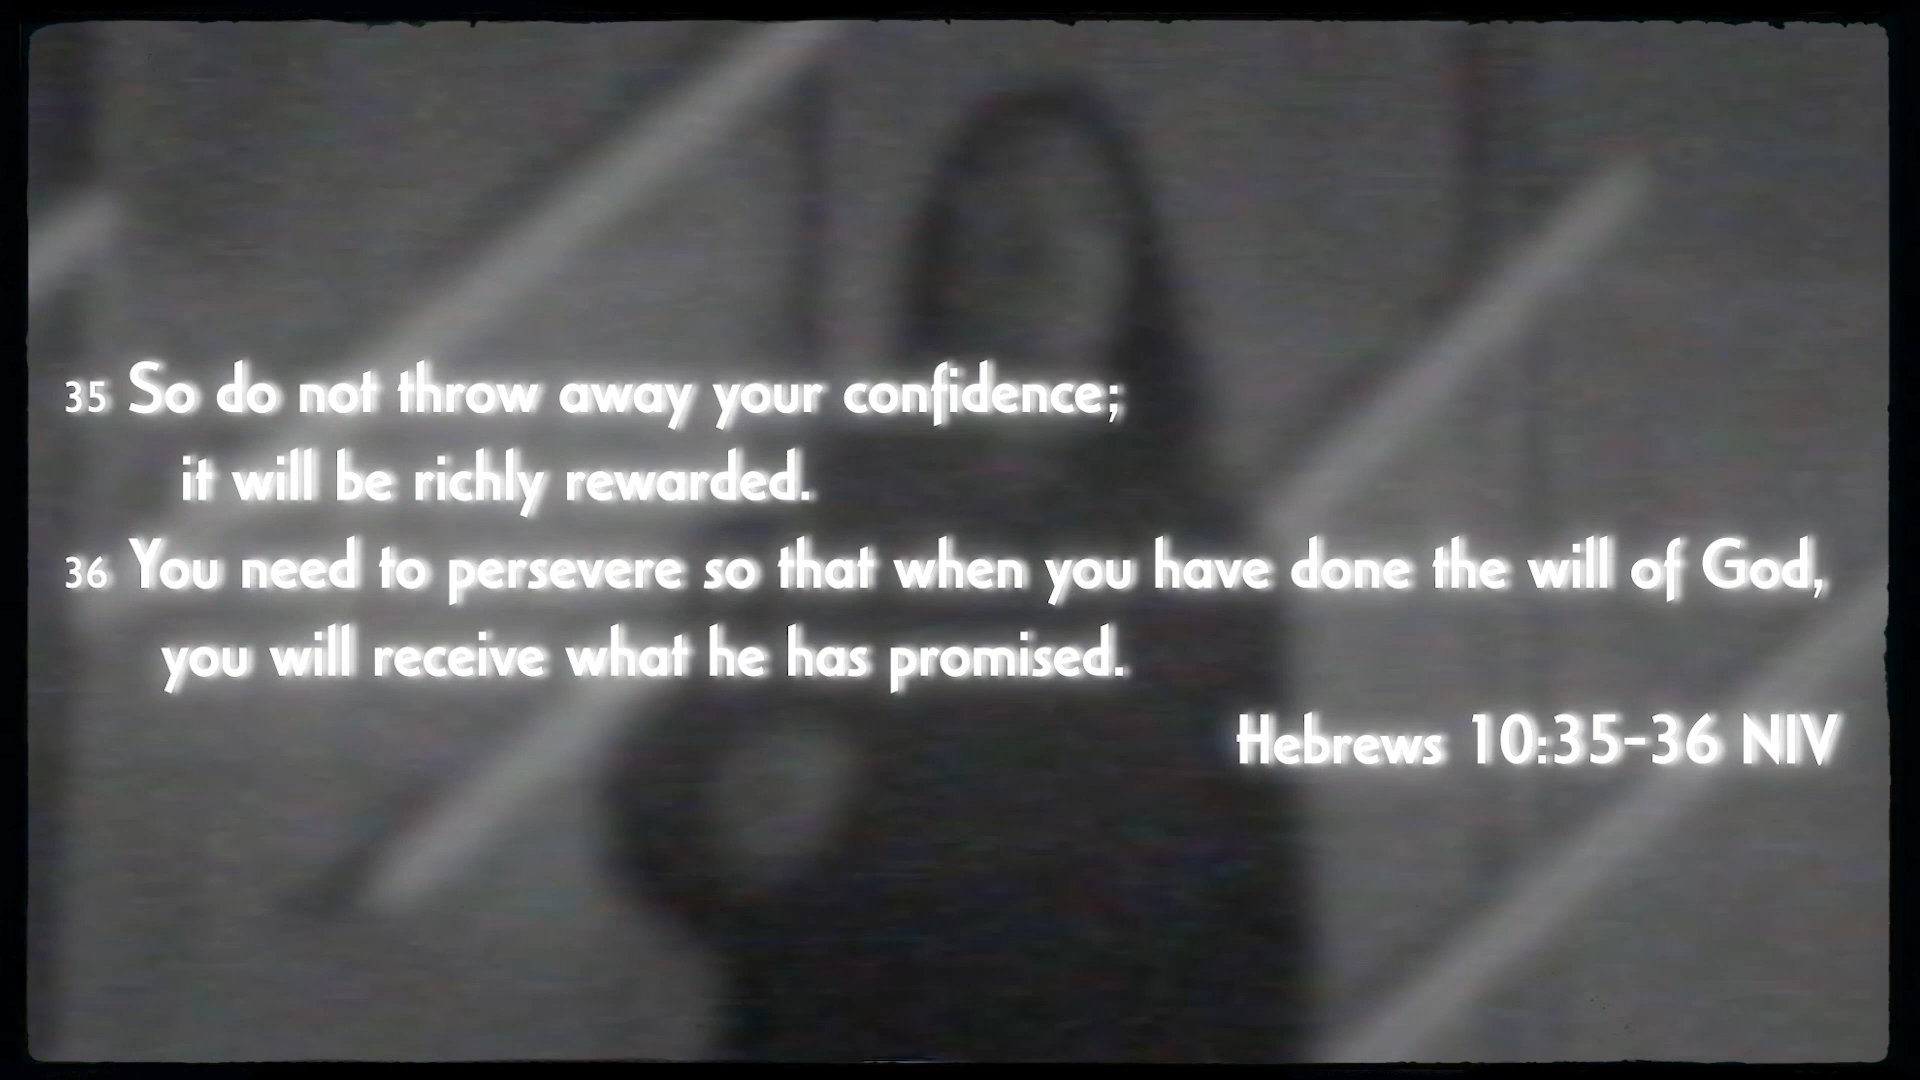 35 So do not throw away your confidence;
it will be richly rewarded.
36 You need to persevere so that when you have done the will of God,
you will receive what he has promised.
Hebrews 10:35-36 NIV